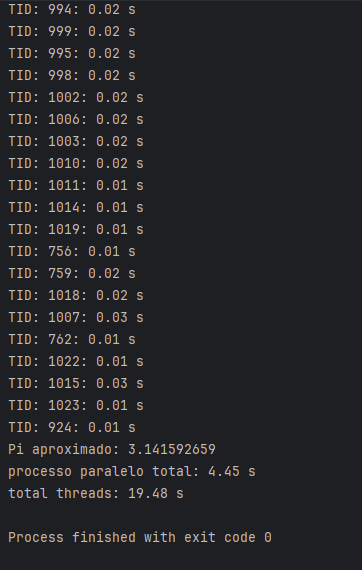 TID: 994: 0.02 s
TID: 999: 0.02 s
TID: 995: 0.02 s
TID: 998: 0.02 s
TID: 1002: 0.02 s
TID: 1006: 0.02 s
TID: 1003: 0.02 s
TID: 1010: 0.02 s
TID: 1011: 0.01 s
TID: 1014: 0.01 s
TID: 1019: 0.01 s
TID: 756: 0.01 s
TID: 759: 0.02 s
TID: 1018: 0.02 s
TID: 1007: 0.03 s
TID: 762: 0.01 s
TID: 1022: 0.01 s
TID: 1015: 0.03 s
TID: 1023: 0.01 s
TID: 924: 0.01 s
Pi aproximado: 3.141592659
processo paralelo total: 4.45 s
total threads: 19.48 s
Process finished with exit code 0